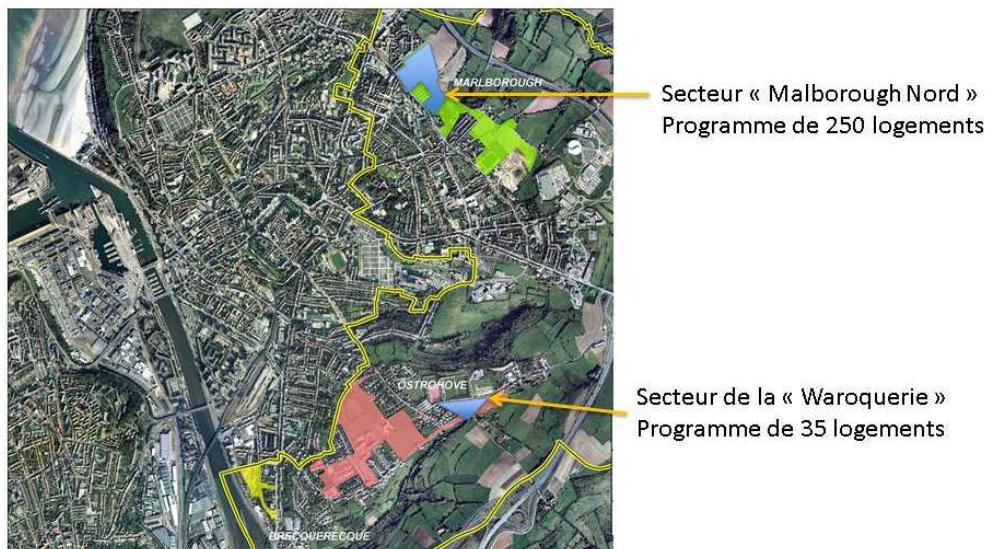 MARLBOROUGH
Secteur « Malborough Nord »
Programme de 250 logements
OSTROHOVE
Secteur de la « Waroquerie »
Programme de 35 logements
BRECQUERECQUE